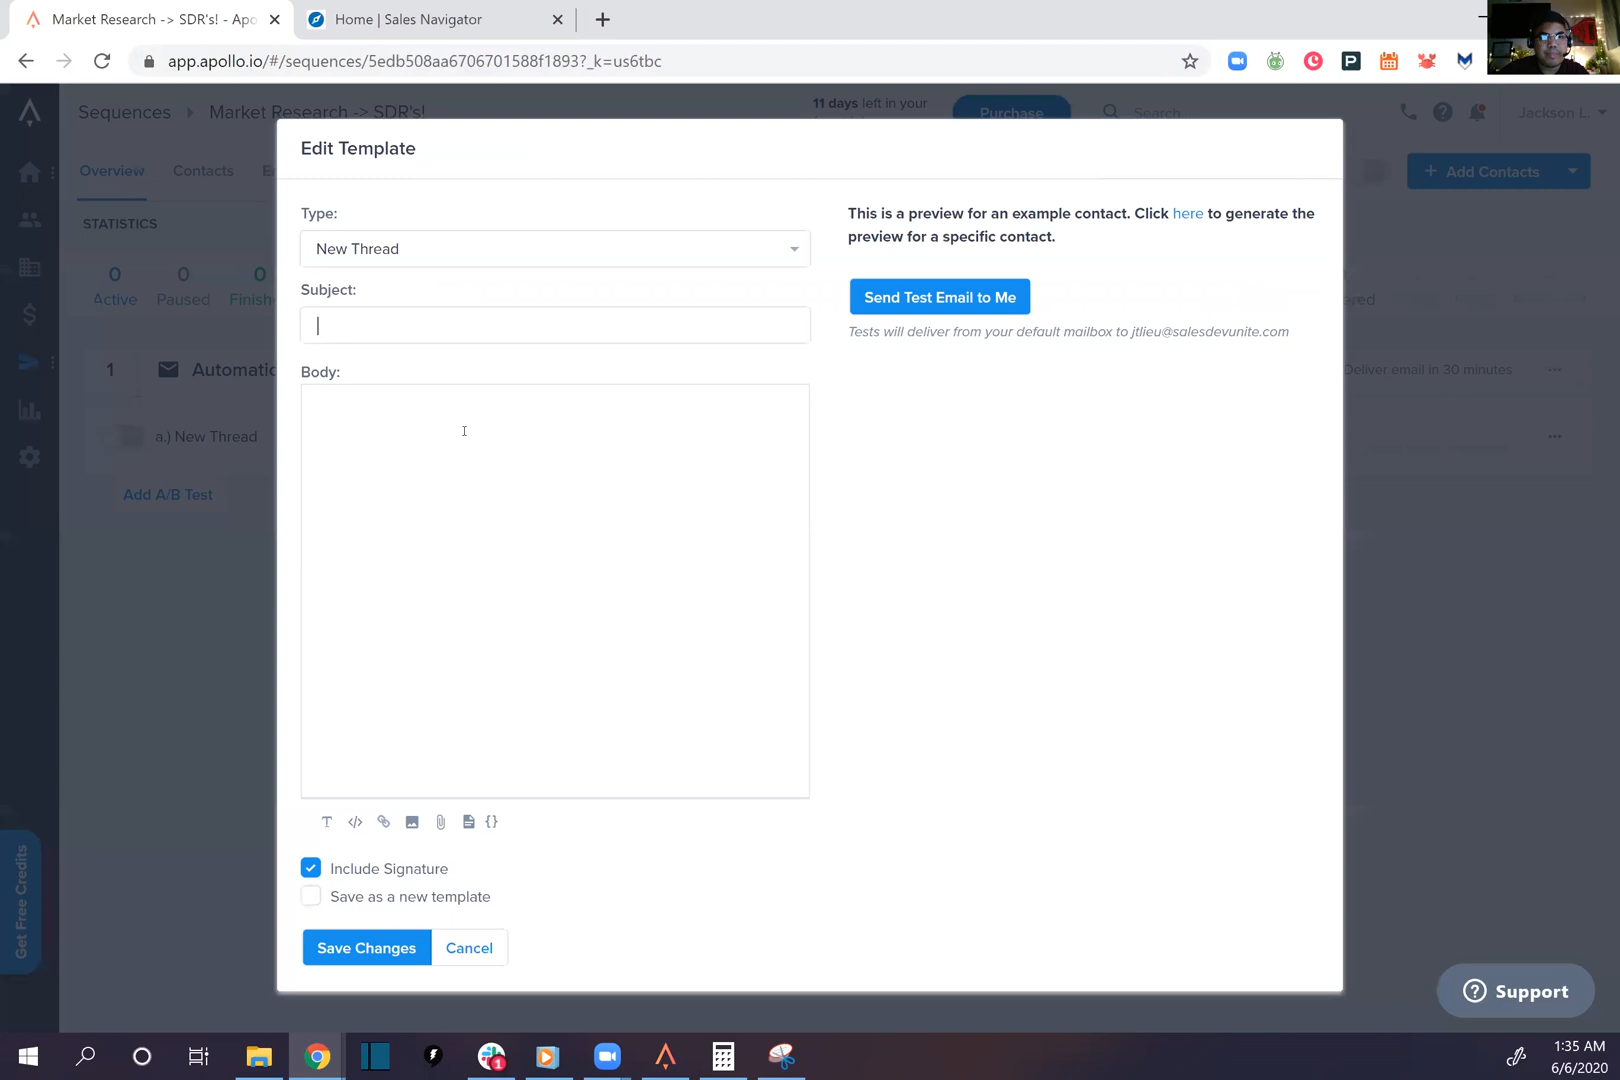 Market Research -> SDR's! - Apo
Home | Sales Navigator
app.apollo.io/#/sequences/5edb508aa6706701588f1893?_k=us6tbc
Sequences
Market Research -> SDR's!
11 days left in your
Purchase
Search
Jackson L.
Edit Template
Overview
Contacts
Add Contacts
STATISTICS
0
0
0
Active
Paused
Finish
Type:
New Thread
Subject:
Body:
This is a preview for an example contact. Click here to generate the
preview for a specific contact.
Send Test Email to Me
Tests will deliver from your default mailbox to jtlieu@salesdevunite.com
1
Automatic
Deliver email in 30 minutes
a.) New Thread
Add A/B Test
Include Signature
Save as a new template
Save Changes
Cancel
Get Free Credits
Support
1
1:35 AM
6/6/2020